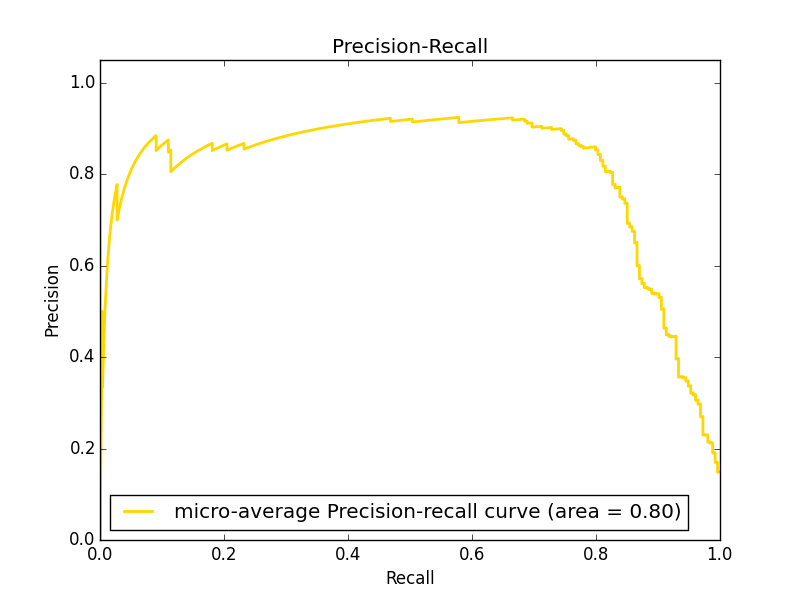 Precision-Recall
1.0
0.8
0.6
0.4
0.2
0.0
Precision
micro-average Precision-recall curve (area = 0.80)
0.0 0.2 0.4 0.6 0.8 1.0
Recall